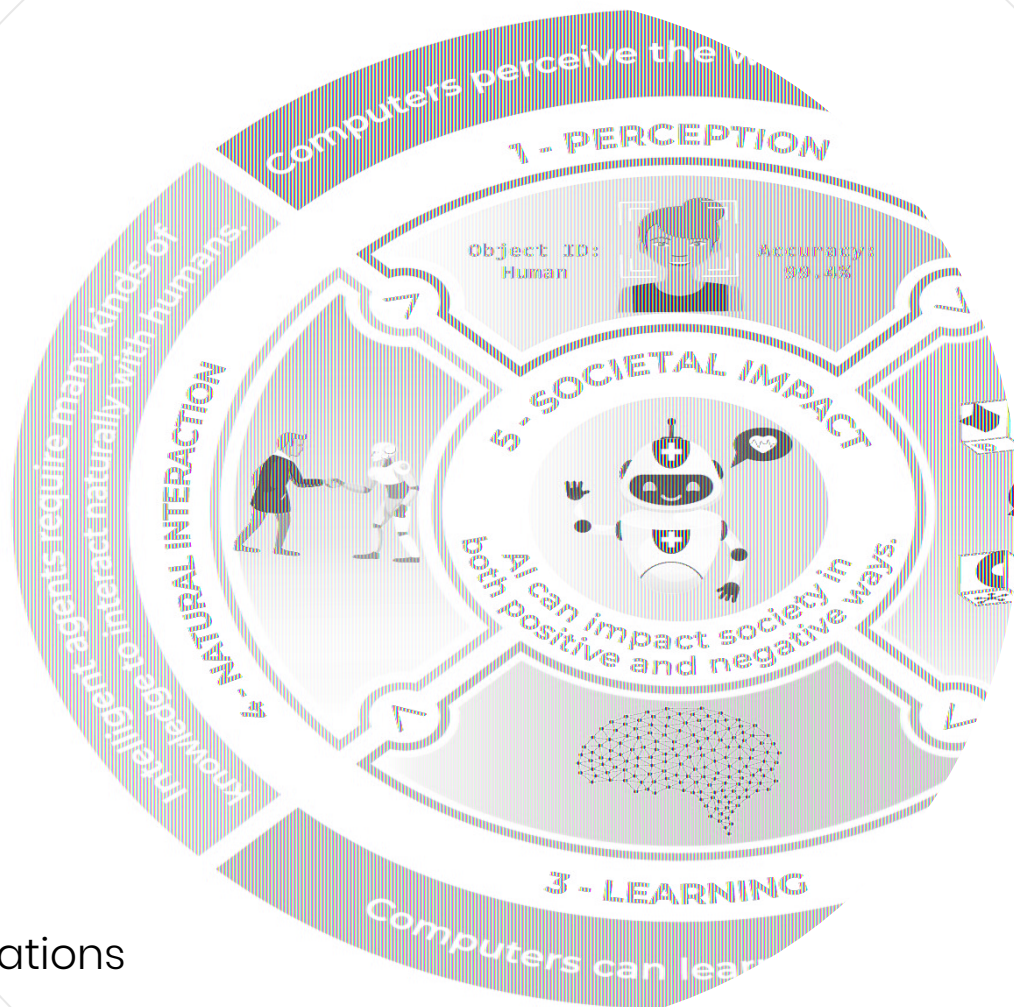 Computers perceive the
1 - PERCEPTION
Object ID:
Human
Accuracy:
99.4%
5 - SOCIETAL IMPACT
AI can impact society in
both positive and negative ways.
4 - NATURAL INTERACTION
Intelligent agents require many kinds of
knowledge to interact naturally with humans.
3 - LEARNING
Computers can
ations